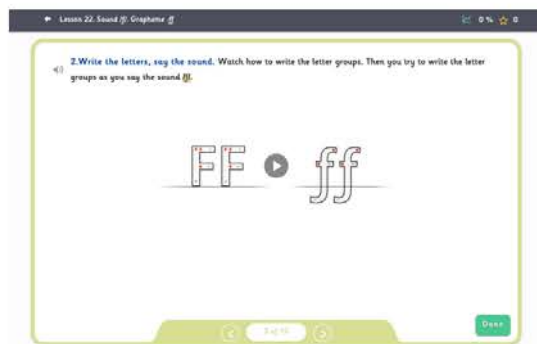 Lesson 22. Sound /f/. Grapheme ff
0 % 0
2.Write the letters, say the sound. Watch how to write the letter groups. Then you try to write the letter
groups as you say the sound /f/.
FF ff
Done